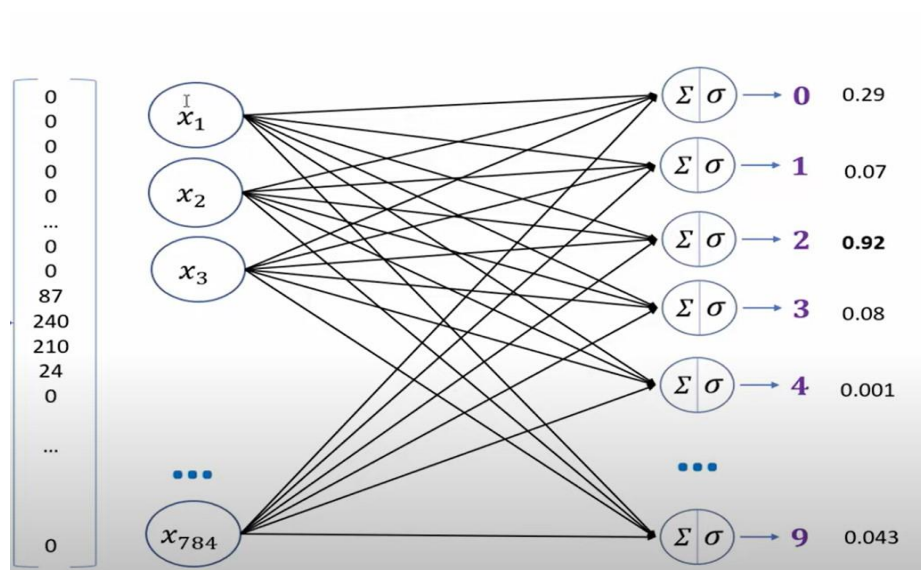 0
0
0
0
0
...
0
0
87
240
210
24
0
...
0
x₁
x₂
x₃
...
x₇₈₄
Σ σ → 0 0.29
Σ σ → 1 0.07
Σ σ → 2 0.92
Σ σ → 3 0.08
Σ σ → 4 0.001
...
Σ σ → 9 0.043